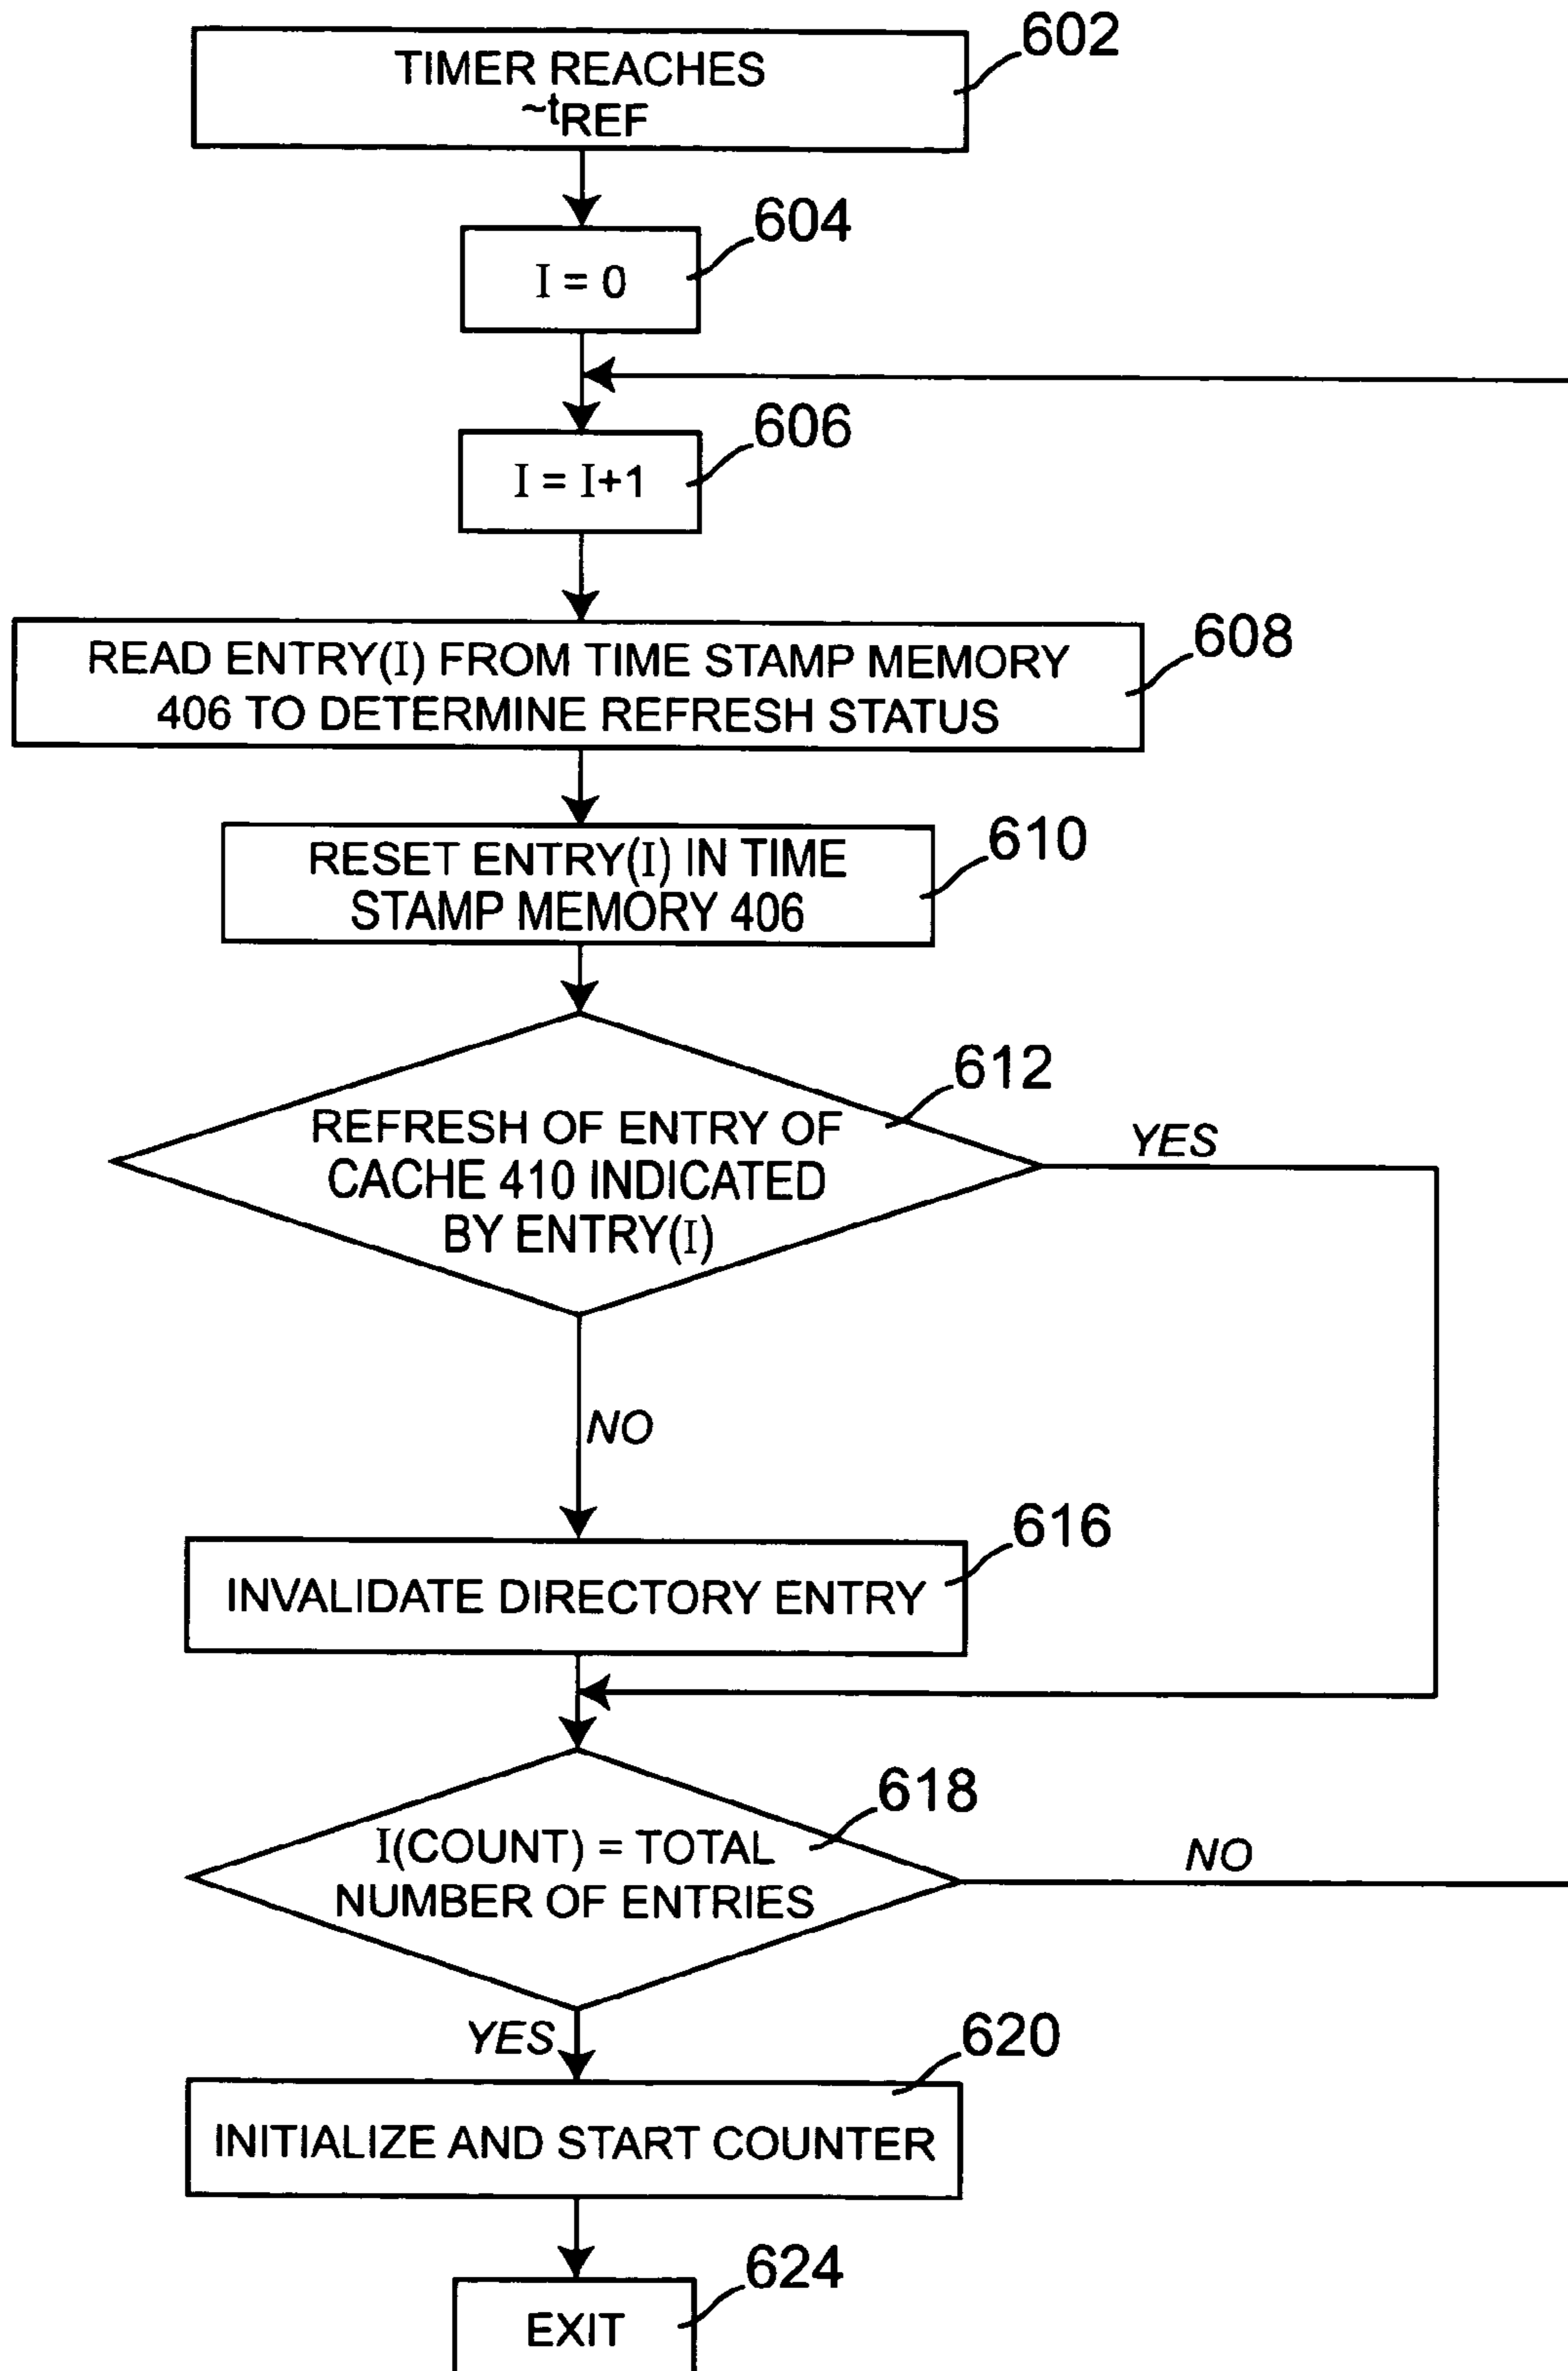 602
TIMER REACHES
~tREF
604
I = 0
606
I = I+1
608
READ ENTRY(I) FROM TIME STAMP MEMORY
406 TO DETERMINE REFRESH STATUS
610
RESET ENTRY(I) IN TIME
STAMP MEMORY 406
612
REFRESH OF ENTRY OF
CACHE 410 INDICATED
BY ENTRY(I)
YES
NO
616
INVALIDATE DIRECTORY ENTRY
618
I(COUNT) = TOTAL
NUMBER OF ENTRIES
NO
YES
620
INITIALIZE AND START COUNTER
624
EXIT